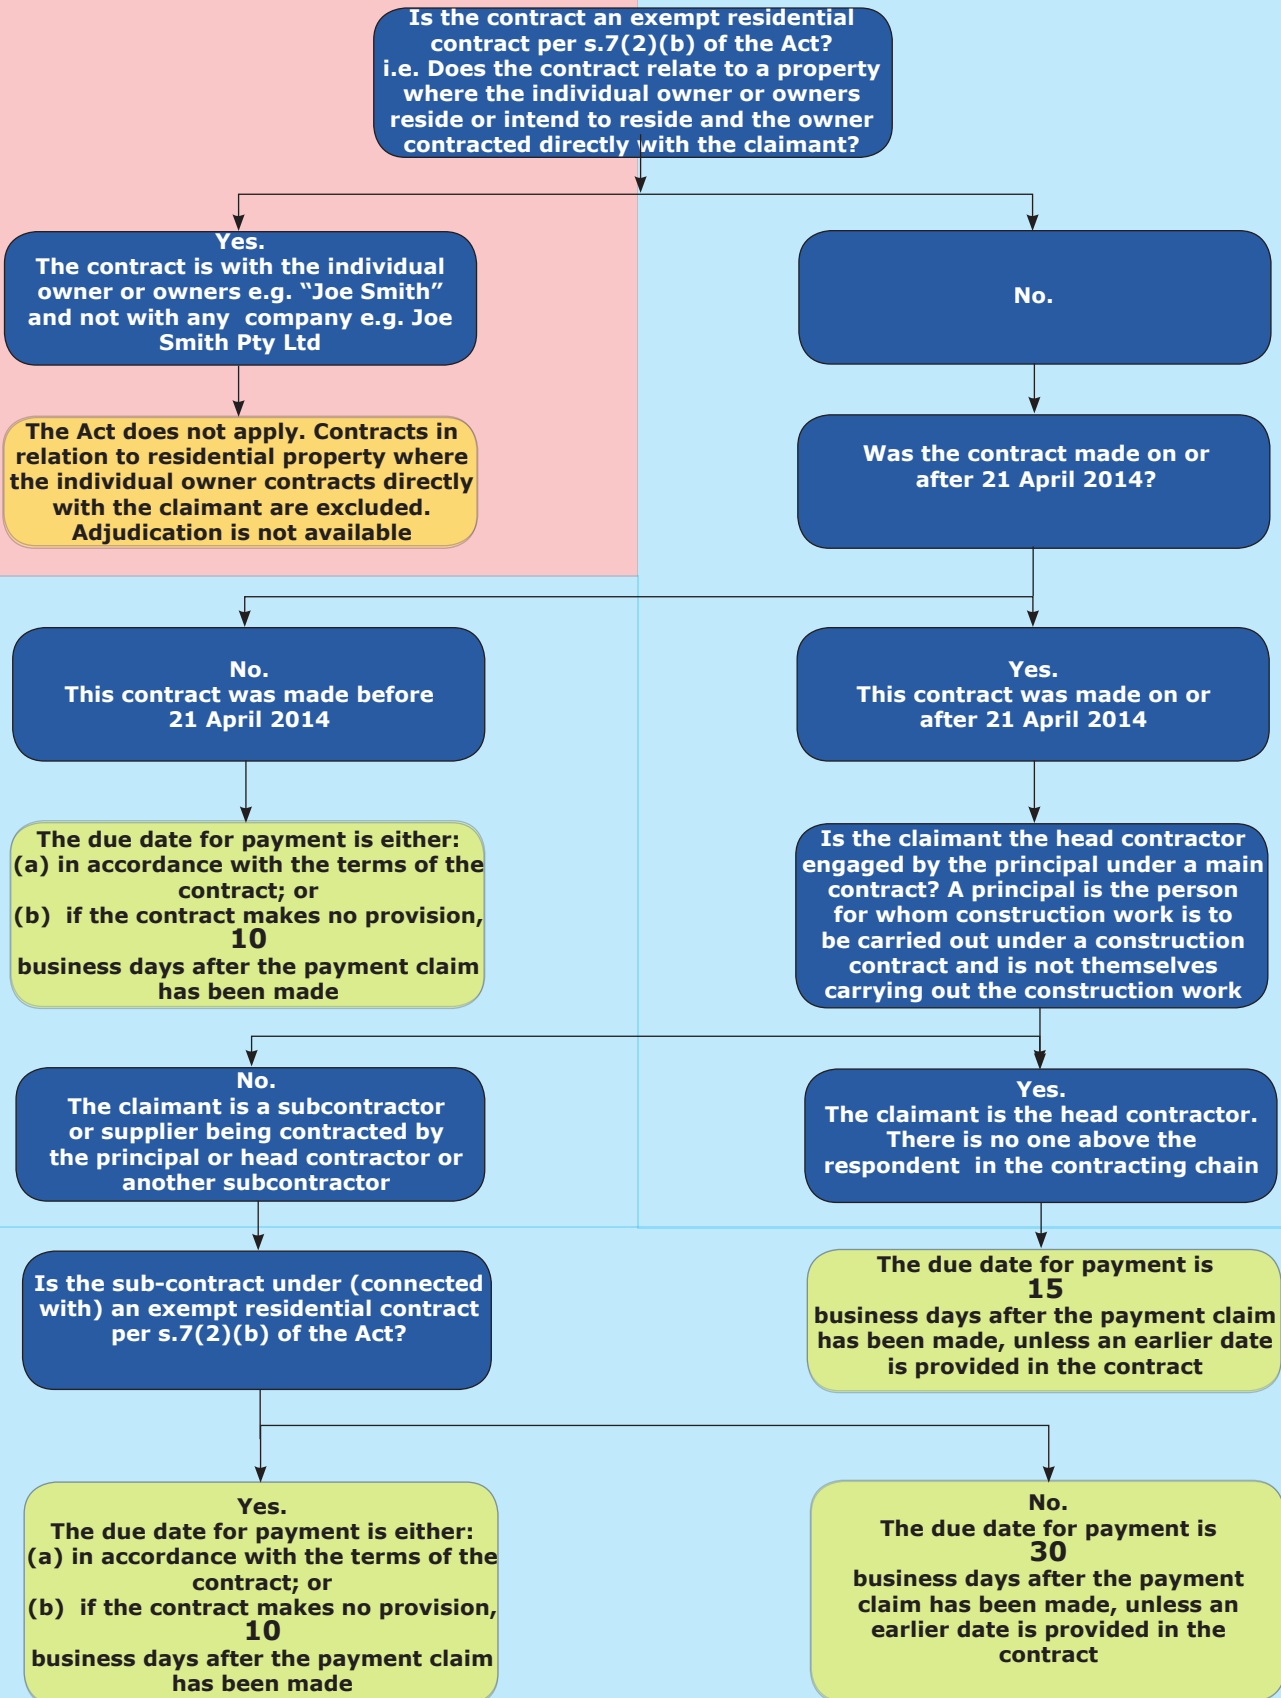 Is the contract an exempt residential
contract per s.7(2)(b) of the Act?
i.e. Does the contract relate to a property
where the individual owner or owners
reside or intend to reside and the owner
contracted directly with the claimant?
Yes.
The contract is with the individual
owner or owners e.g. “Joe Smith”
and not with any company e.g. Joe
Smith Pty Ltd
No.
The Act does not apply. Contracts in
relation to residential property where
the individual owner contracts directly
with the claimant are excluded.
Adjudication is not available
Was the contract made on or
after 21 April 2014?
No.
This contract was made before
21 April 2014
Yes.
This contract was made on or
after 21 April 2014
The due date for payment is either:
(a) in accordance with the terms of the
contract; or
(b) if the contract makes no provision,
10
business days after the payment claim
has been made
Is the claimant the head contractor
engaged by the principal under a main
contract? A principal is the person
for whom construction work is to
be carried out under a construction
contract and is not themselves
carrying out the construction work
No.
The claimant is a subcontractor
or supplier being contracted by
the principal or head contractor or
another subcontractor
Yes.
The claimant is the head contractor.
There is no one above the
respondent in the contracting chain
Is the sub-contract under (connected
with) an exempt residential contract
per s.7(2)(b) of the Act?
The due date for payment is
15
business days after the payment claim
has been made, unless an earlier date
is provided in the contract
Yes.
The due date for payment is either:
(a) in accordance with the terms of the
contract; or
(b) if the contract makes no provision,
10
business days after the payment claim
has been made
No.
The due date for payment is
30
business days after the payment
claim has been made, unless an
earlier date is provided in the
contract